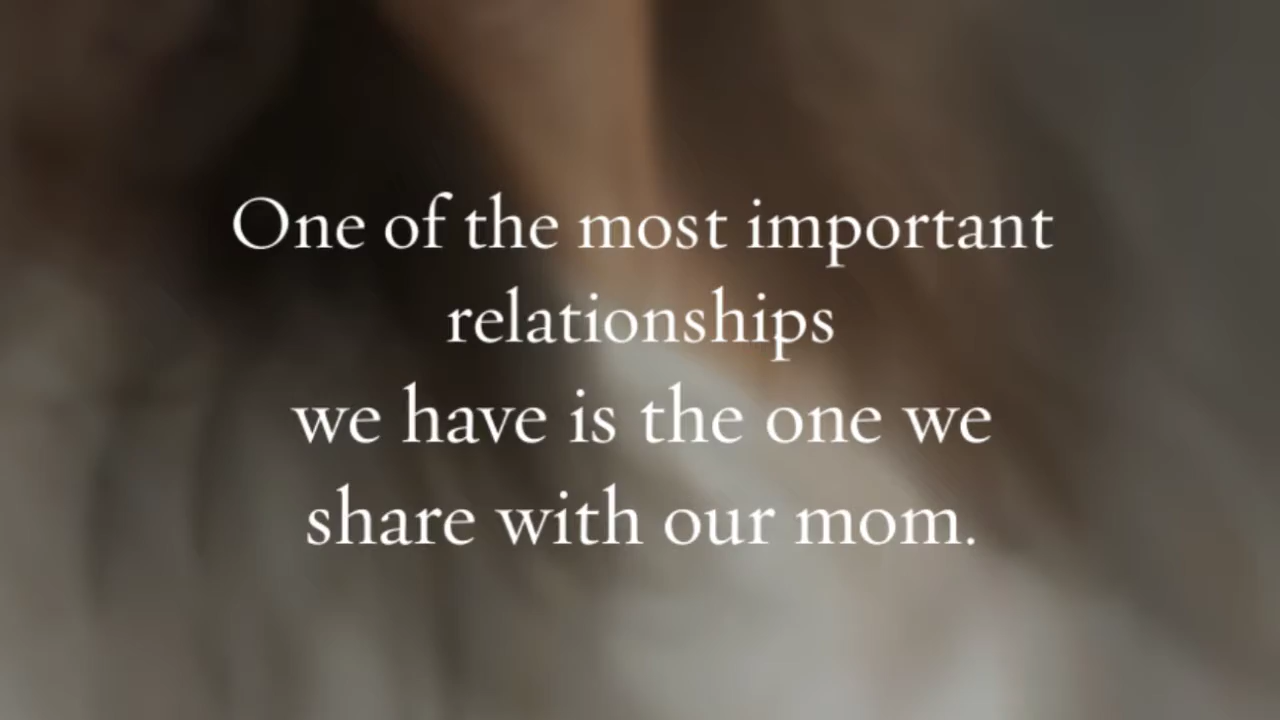 One of the most important
relationships
we have is the one we
share with our mom.